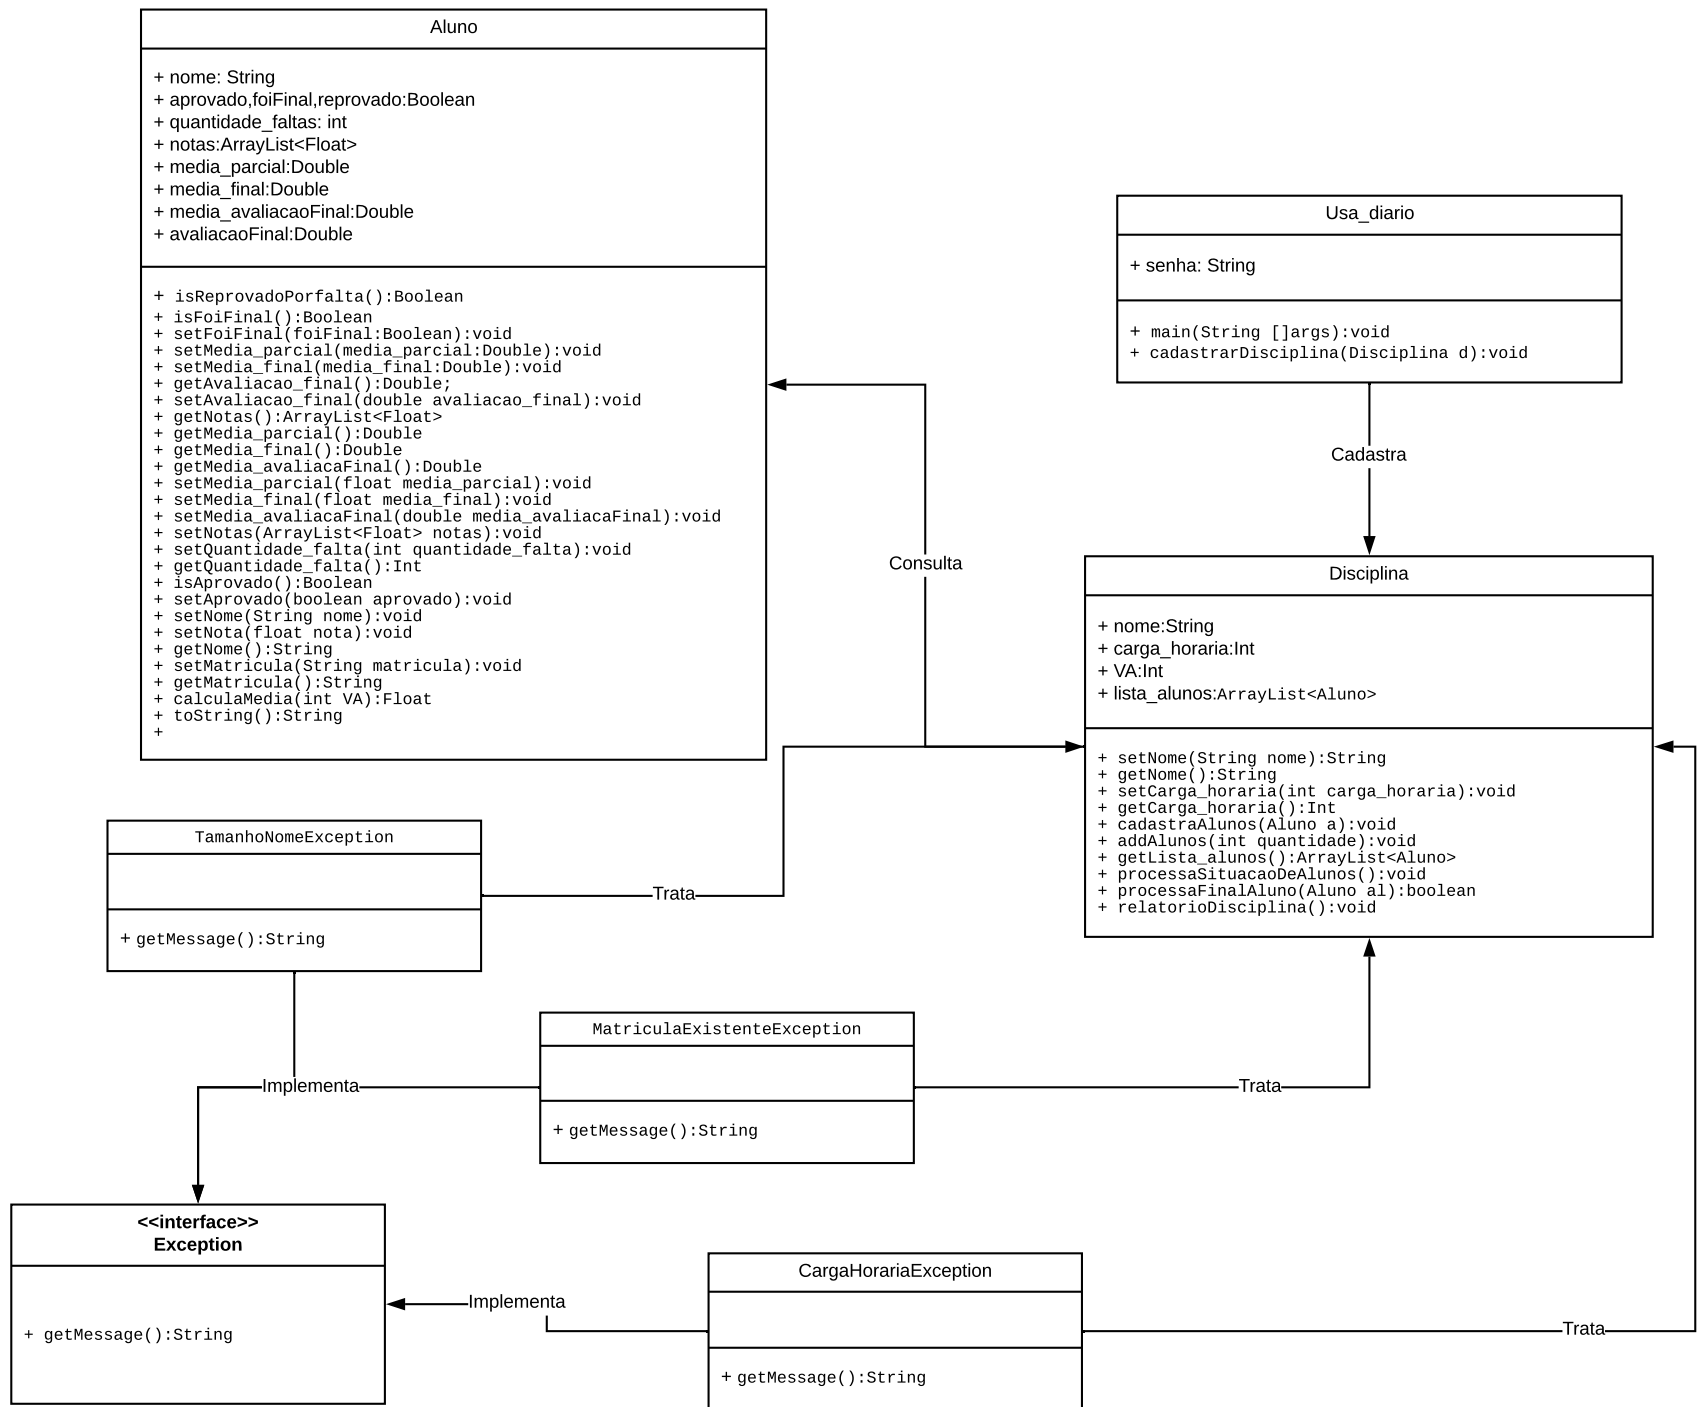 Aluno
+ nome: String
+ aprovado,foiFinal,reprovado:Boolean
+ quantidade_faltas: int
+ notas:ArrayList<Float>
+ media_parcial:Double
+ media_final:Double
+ media_avaliacaoFinal:Double
+ avaliacaoFinal:Double
+ isReprovadoPorfalta():Boolean
+ isFoiFinal():Boolean
+ setFoiFinal(foiFinal:Boolean):void
+ setMedia_parcial(media_parcial:Double):void
+ setMedia_final(media_final:Double):void
+ getAvaliacao_final():Double;
+ setAvaliacao_final(double avaliacao_final):void
+ getNotas():ArrayList<Float>
+ getMedia_parcial():Double
+ getMedia_final():Double
+ getMedia_avaliacaFinal():Double
+ setMedia_parcial(float media_parcial):void
+ setMedia_final(float media_final):void
+ setMedia_avaliacaFinal(double media_avaliacaFinal):void
+ setNotas(ArrayList<Float> notas):void
+ setQuantidade_falta(int quantidade_falta):void
+ getQuantidade_falta():Int
+ isAprovado():Boolean
+ setAprovado(boolean aprovado):void
+ setNome(String nome):void
+ setNota(float nota):void
+ getNome():String
+ setMatricula(String matricula):void
+ getMatricula():String
+ calculaMedia(int VA):Float
+ toString():String
+
Usa_diario
+ senha: String
+ main(String []args):void
+ cadastrarDisciplina(Disciplina d):void
Cadastra
Consulta
Disciplina
+ nome:String
+ carga_horaria:Int
+ VA:Int
+ lista_alunos:ArrayList<Aluno>
+ setNome(String nome):String
+ getNome():String
+ setCarga_horaria(int carga_horaria):void
+ getCarga_horaria():Int
+ cadastraAlunos(Aluno a):void
+ addAlunos(int quantidade):void
+ getLista_alunos():ArrayList<Aluno>
+ processaSituacaoDeAlunos():void
+ processaFinalAluno(Aluno al):boolean
+ relatorioDisciplina():void
TamanhoNomeException
+ getMessage():String
Trata
MatriculaExistenteException
+ getMessage():String
Implementa
Trata
<<interface>>
Exception
+ getMessage():String
Implementa
CargaHorariaException
+ getMessage():String
Trata